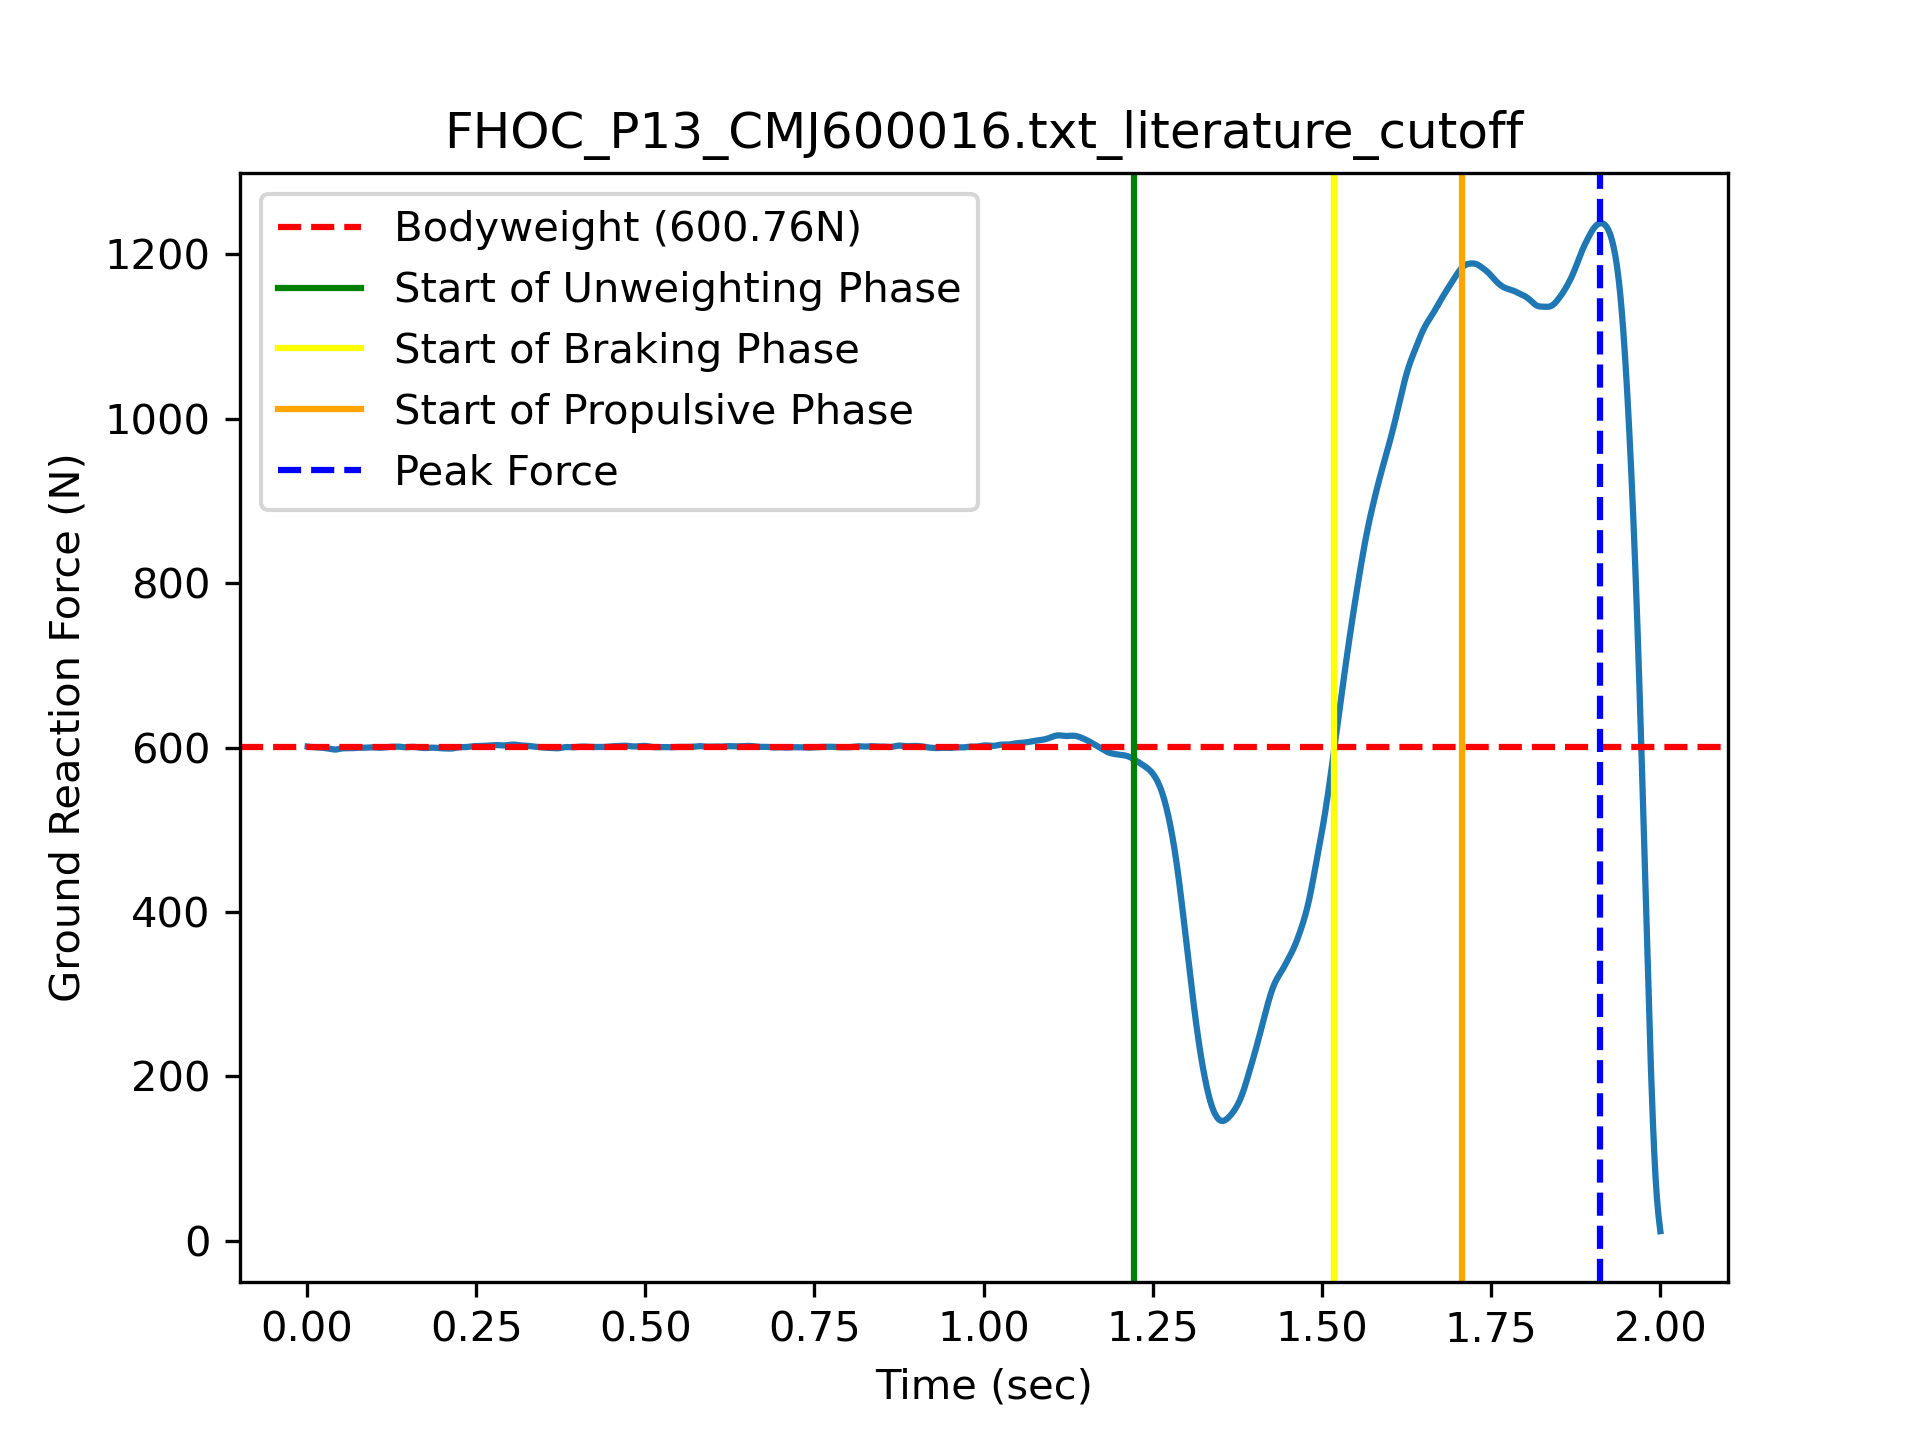 FHOC_P13_CMJ600016.txt_literature_cutoff
Bodyweight (600.76N)
Start of Unweighting Phase
Start of Braking Phase
Start of Propulsive Phase
Peak Force
Ground Reaction Force (N)
1200
1000
800
600
400
200
0
0.00 0.25 0.50 0.75 1.00 1.25 1.50 1.75 2.00
Time (sec)